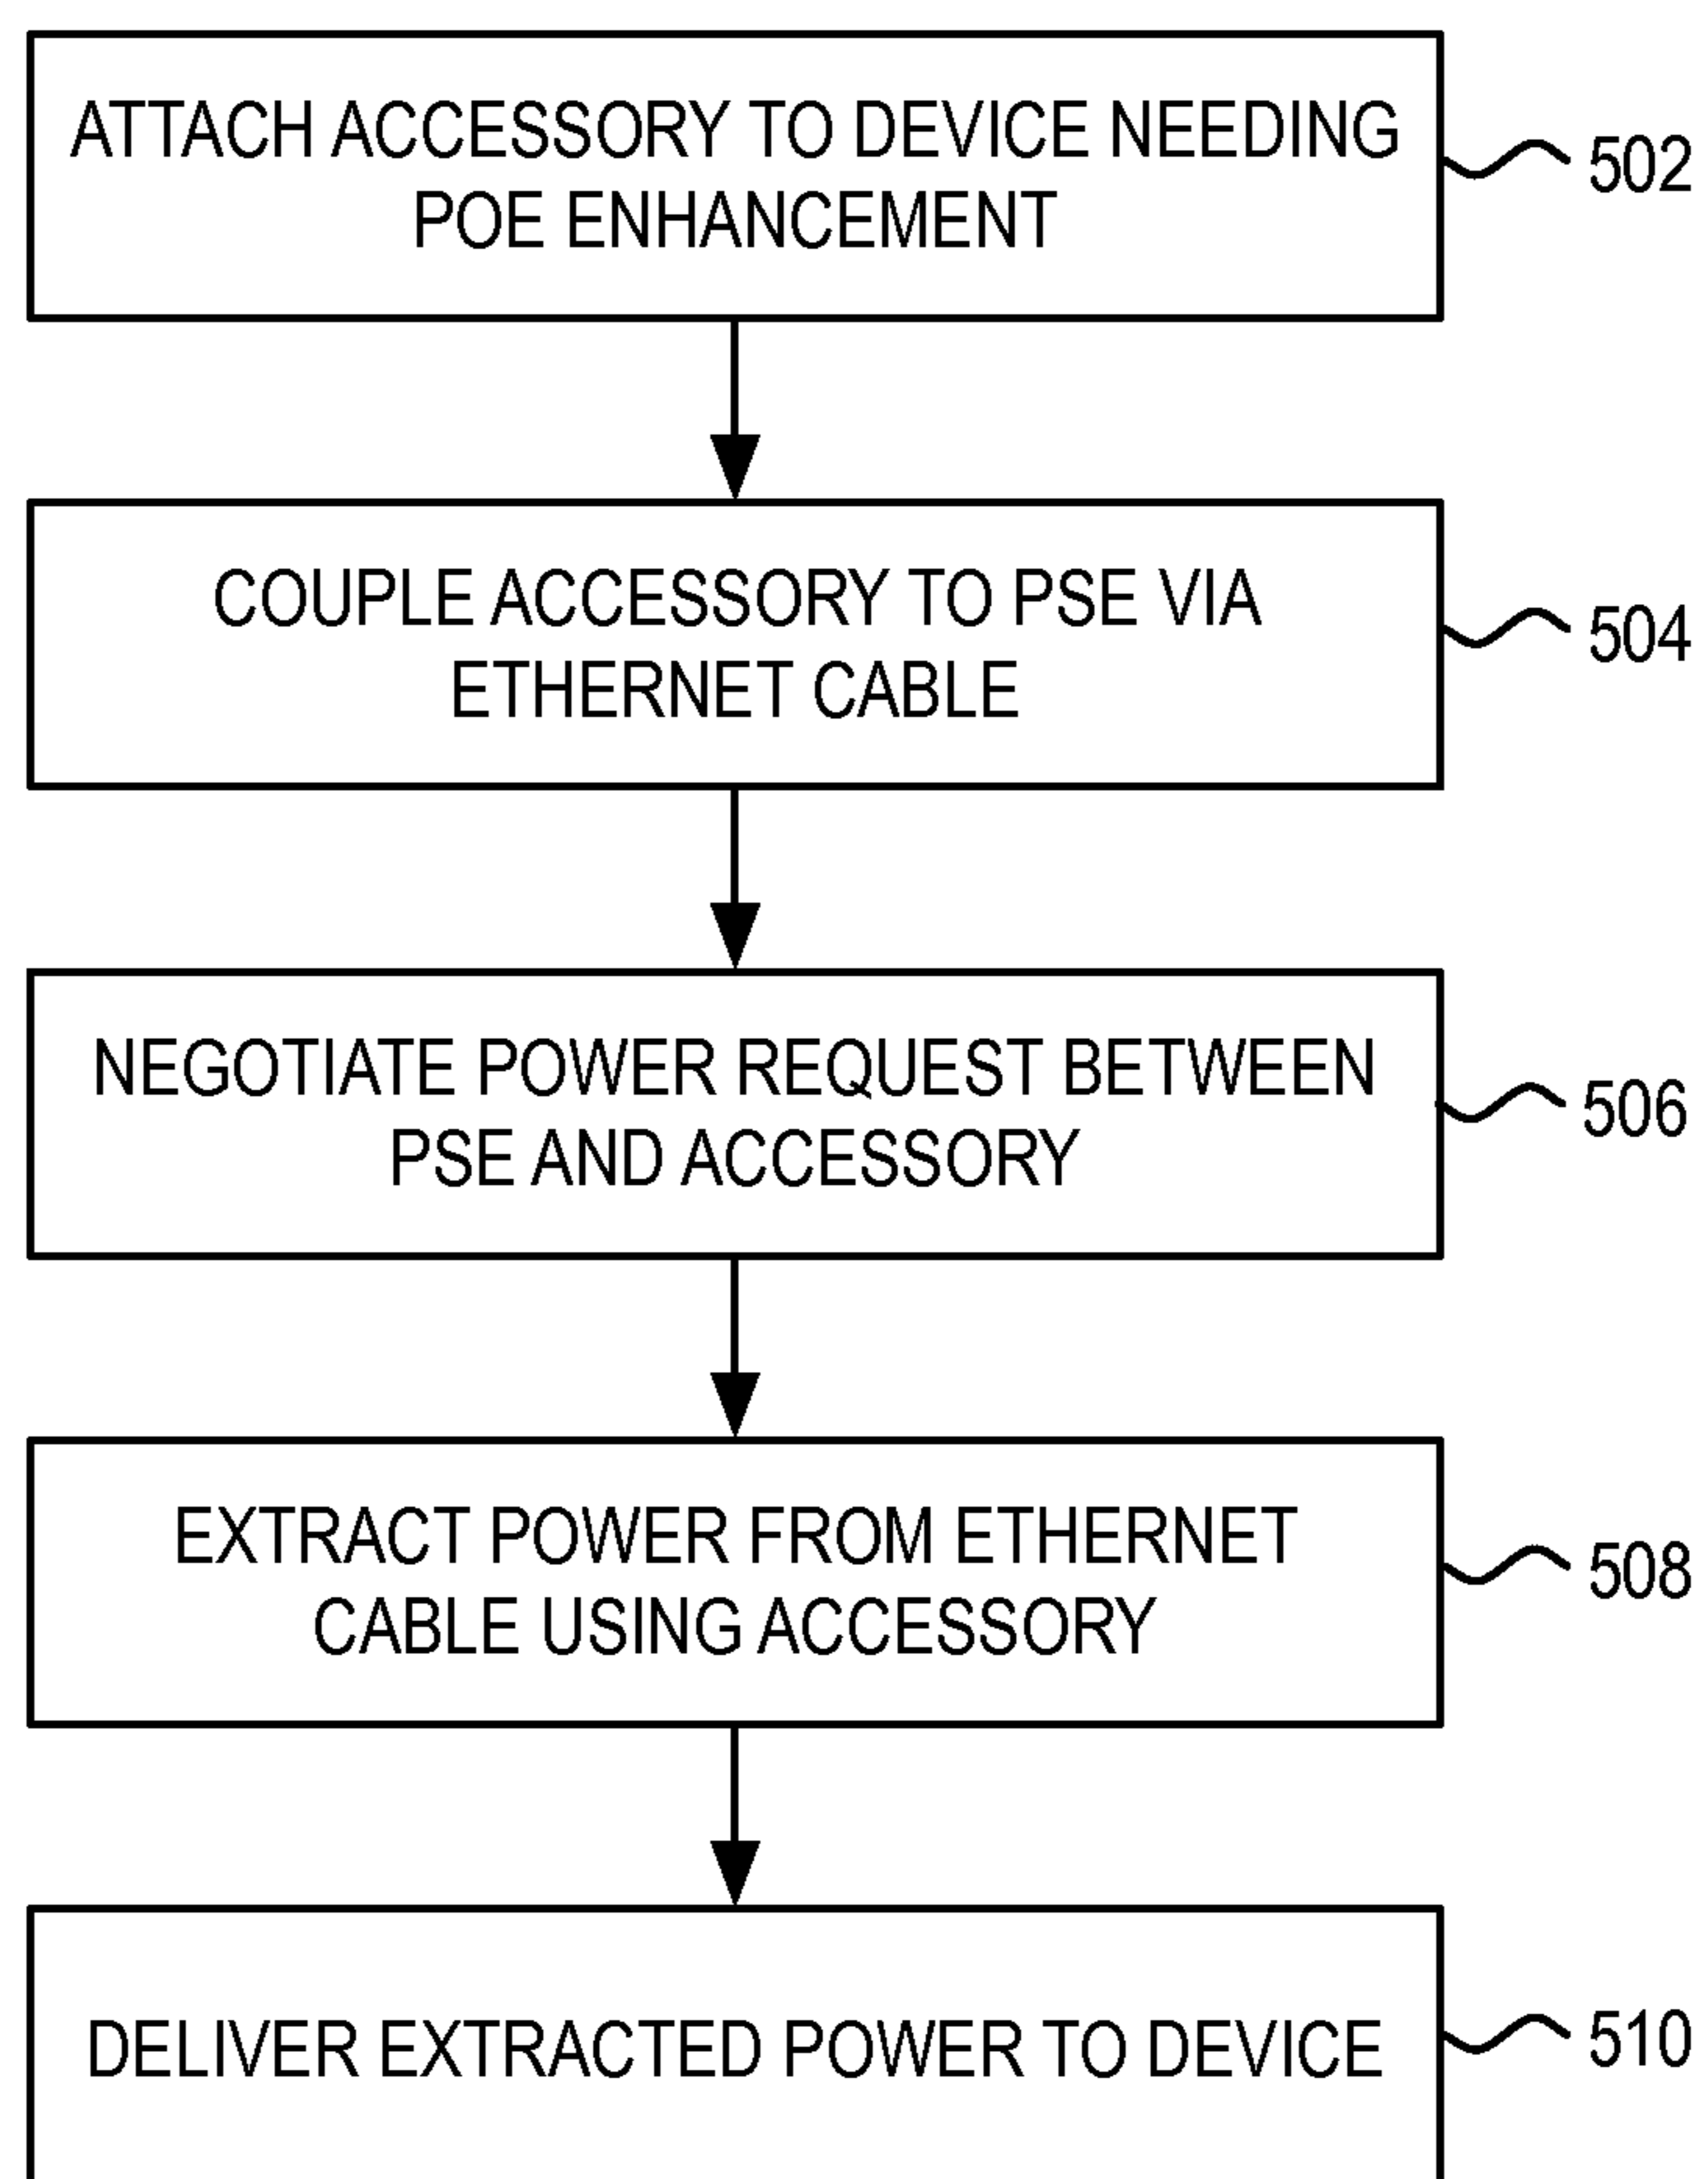 ATTACH ACCESSORY TO DEVICE NEEDING
POE ENHANCEMENT
502
COUPLE ACCESSORY TO PSE VIA
ETHERNET CABLE
504
NEGOTIATE POWER REQUEST BETWEEN
PSE AND ACCESSORY
506
EXTRACT POWER FROM ETHERNET
CABLE USING ACCESSORY
508
DELIVER EXTRACTED POWER TO DEVICE
510